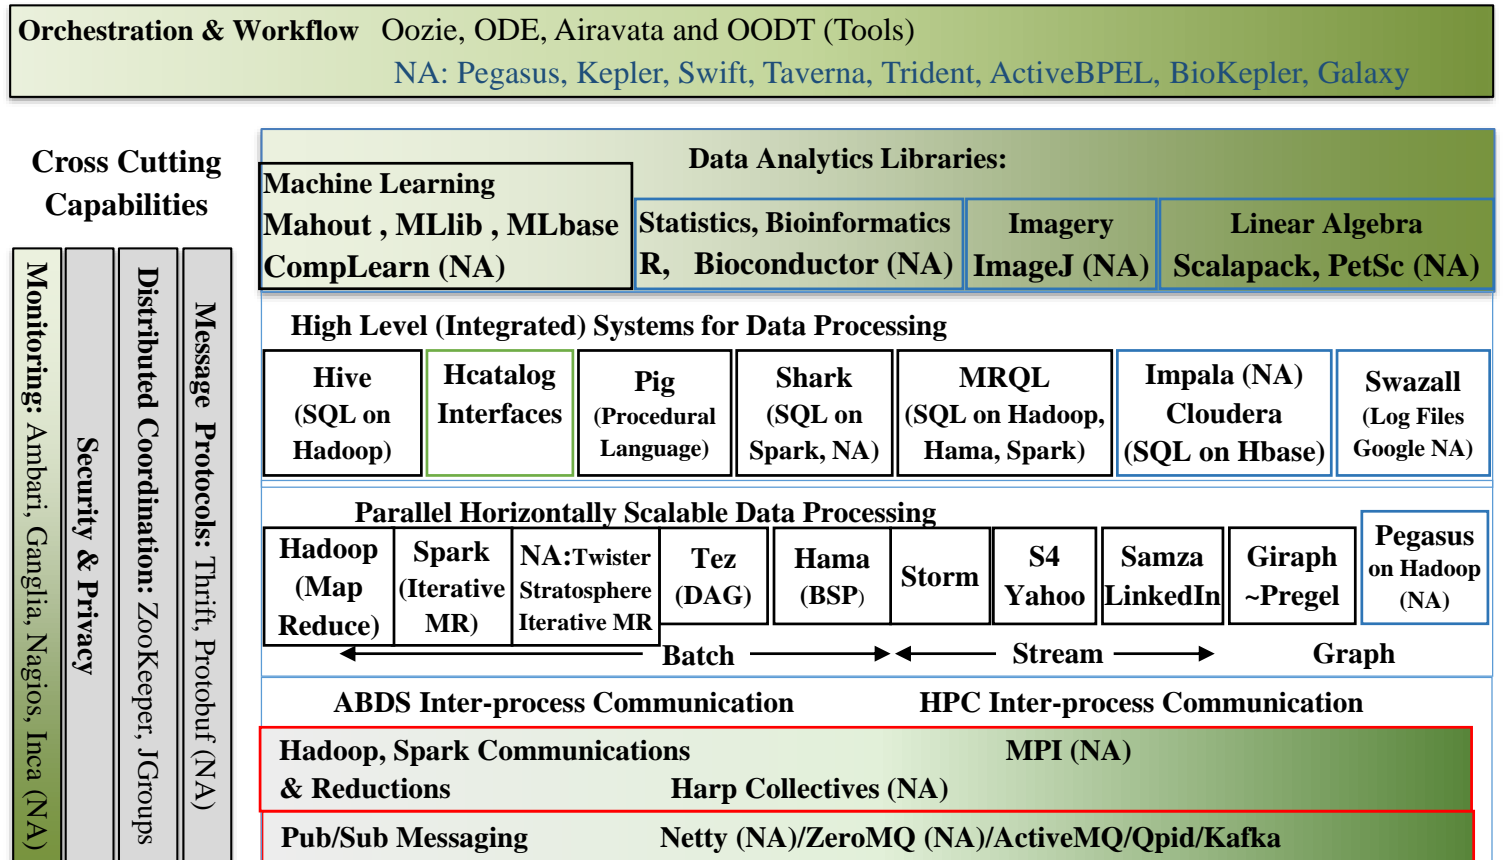 Orchestration & Workflow Oozie, ODE, Airavata and OODT (Tools)
NA: Pegasus, Kepler, Swift, Taverna, Trident, ActiveBPEL, BioKepler, Galaxy
Cross Cutting
Capabilities
Monitoring: Ambari, Ganglia, Nagios, Inca (NA)
Security & Privacy
Distributed Coordination: ZooKeeper, JGroups
Message Protocols: Thrift, Protobuf (NA)
Data Analytics Libraries:
Machine Learning
Mahout , MLlib , MLbase
CompLearn (NA)
Statistics, Bioinformatics
R, Bioconductor (NA)
Imagery
ImageJ (NA)
Linear Algebra
Scalapack, PetSc (NA)
High Level (Integrated) Systems for Data Processing
Hive
(SQL on
Hadoop)
Hcatalog
Interfaces
Pig
(Procedural
Language)
Shark
(SQL on
Spark, NA)
MRQL
(SQL on Hadoop,
Hama, Spark)
Impala (NA)
Cloudera
(SQL on Hbase)
Swazall
(Log Files
Google NA)
Parallel Horizontally Scalable Data Processing
Hadoop
(Map
Reduce)
Spark
(Iterative
MR)
NA:Twister
Stratosphere
Iterative MR
Tez
(DAG)
Hama
(BSP)
Storm
S4
Yahoo
Samza
LinkedIn
Giraph
~Pregel
Pegasus
on Hadoop
(NA)
Batch
Stream
Graph
ABDS Inter-process Communication
HPC Inter-process Communication
Hadoop, Spark Communications
& Reductions
MPI (NA)
Harp Collectives (NA)
Pub/Sub Messaging
Netty (NA)/ZeroMQ (NA)/ActiveMQ/Qpid/Kafka